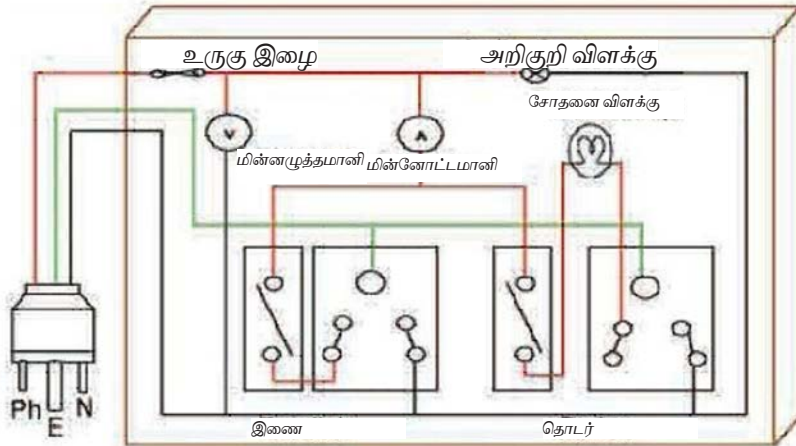 உருகு இழை
அறிகுறி விளக்கு
சோதனை விளக்கு
V
A
மின்னழுத்தமானி
மின்னோட்டமானி
Ph
E
N
இணை
தொடர்